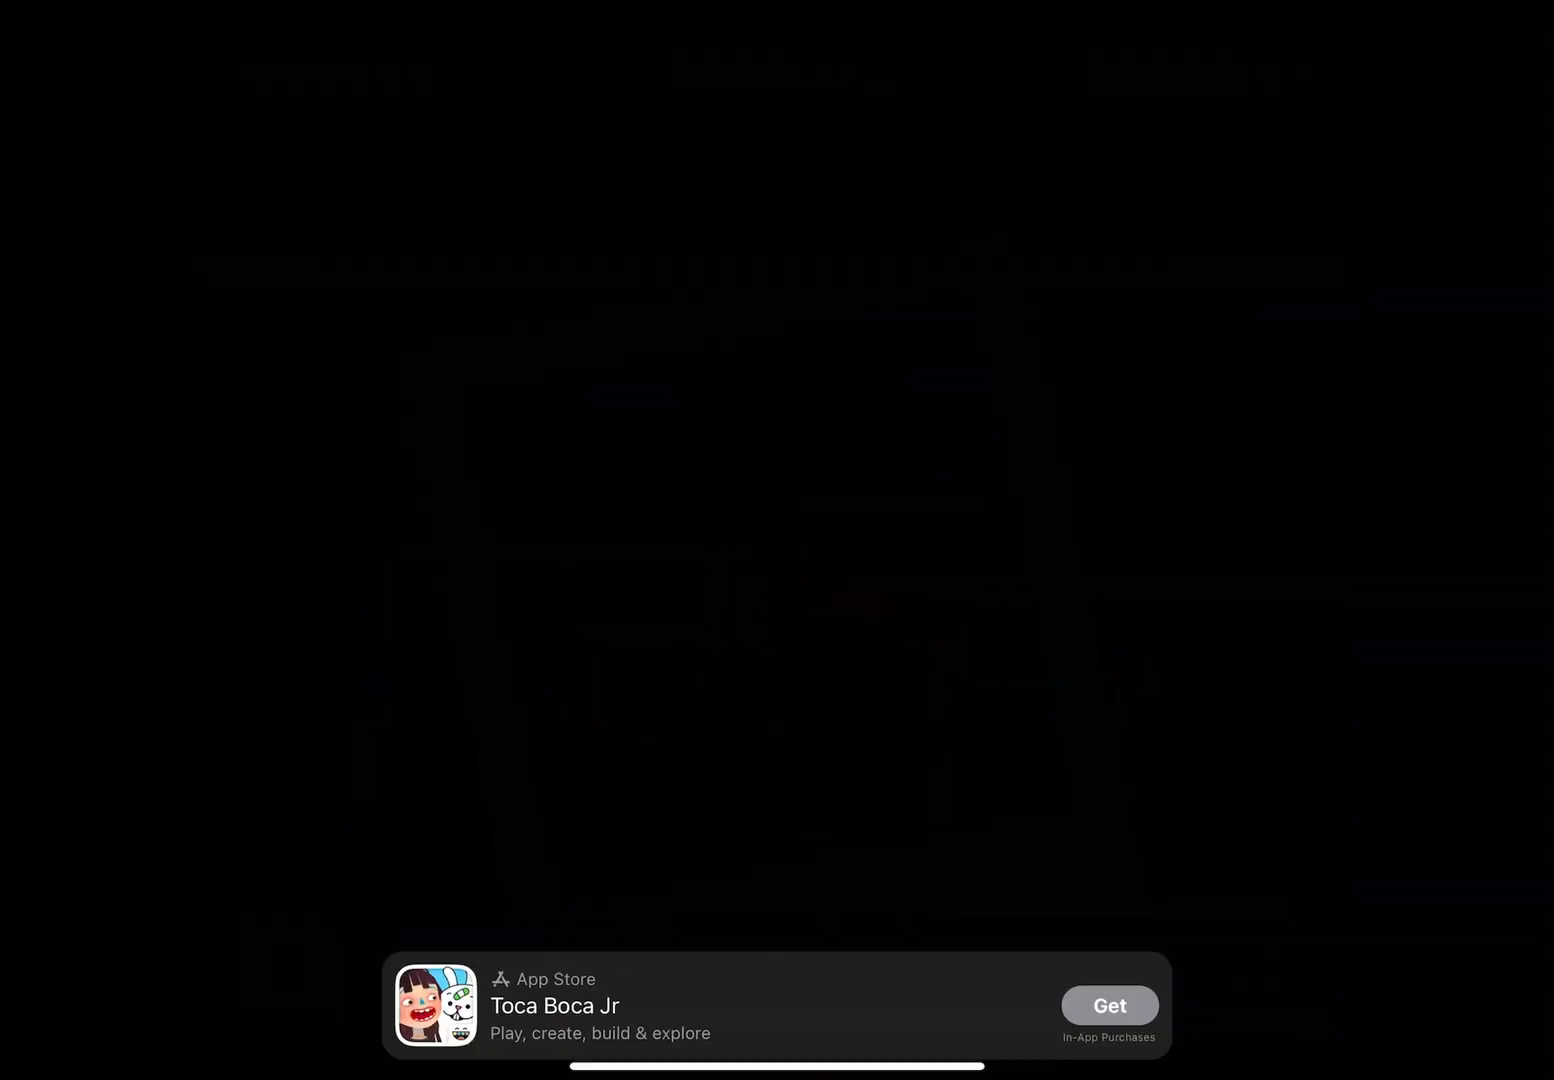 App Store
Toca Boca Jr
Play, create, build & explore
Get
In-App Purchases